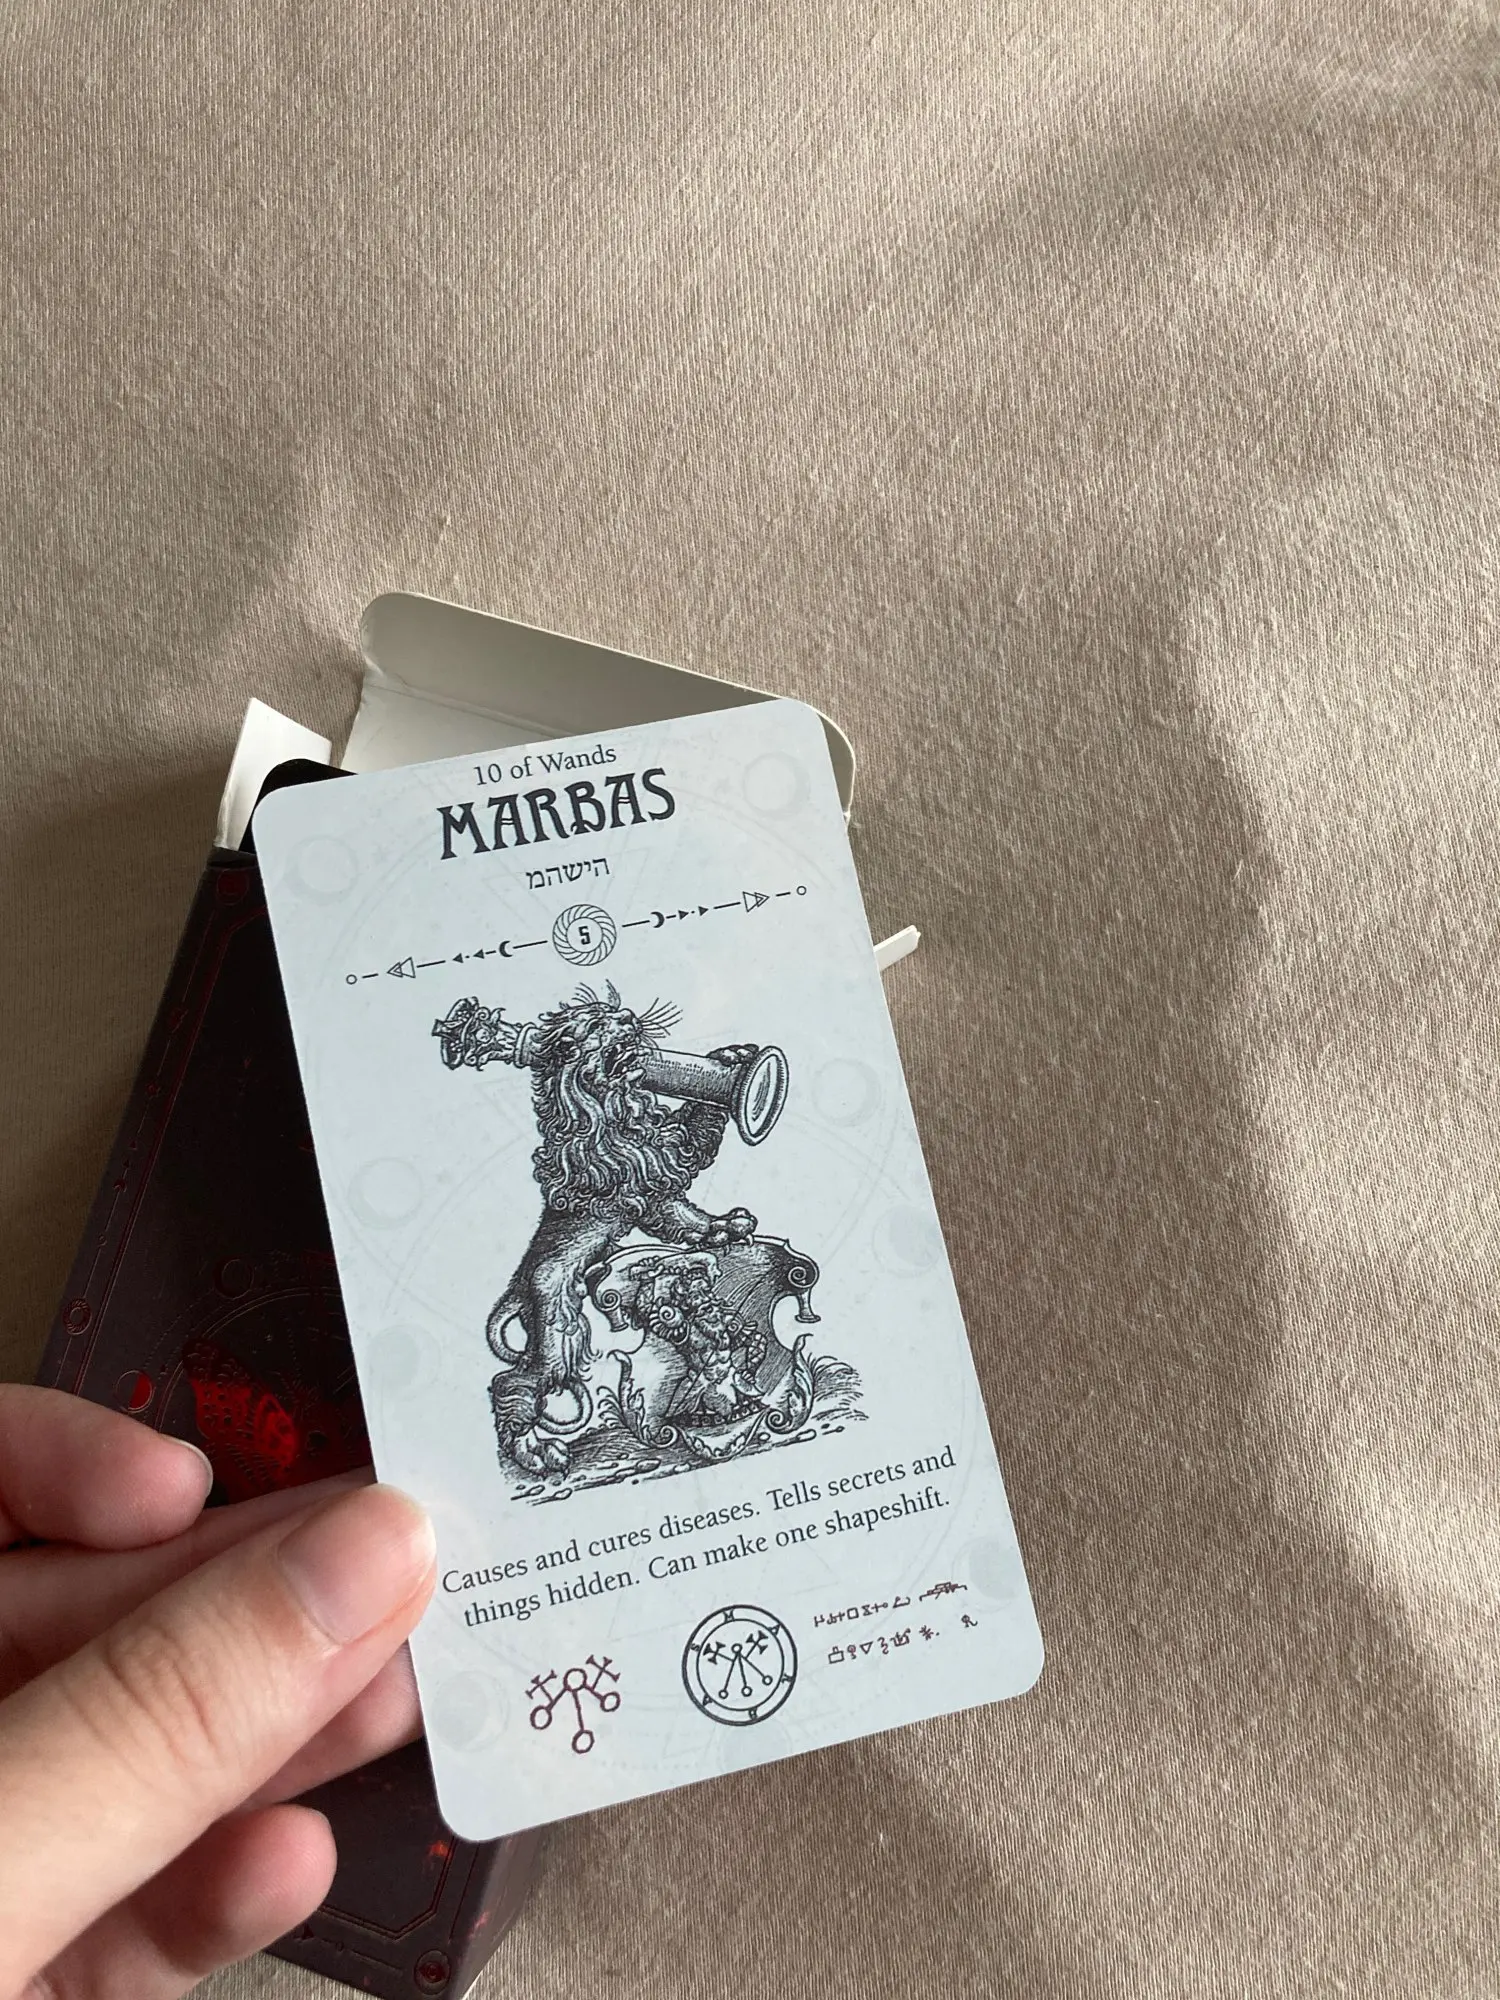 10 of Wands
MARBAS
הישהמ
5
Causes and cures diseases. Tells secrets and
things hidden. Can make one shapeshift.
MARBAS